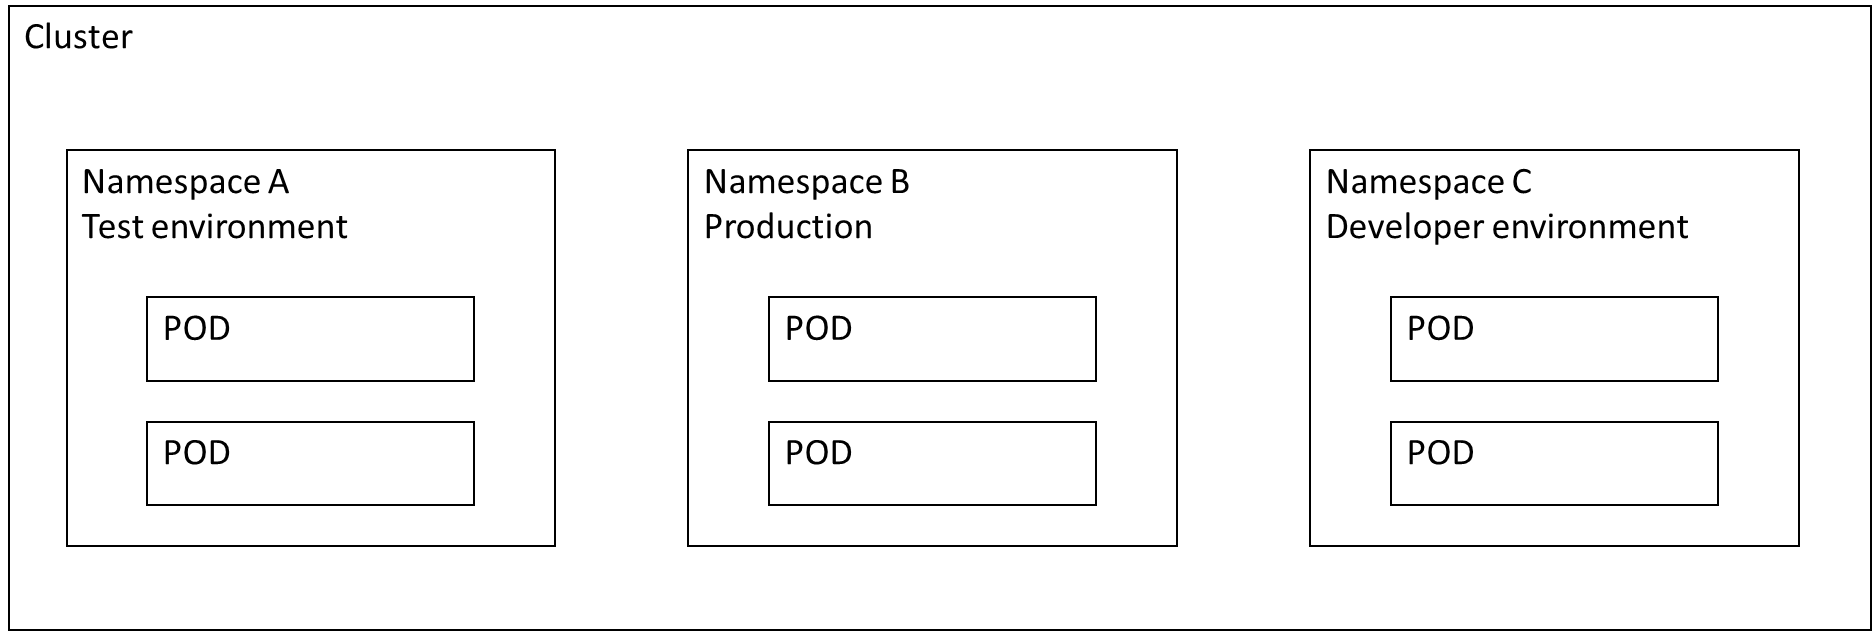 Cluster
Namespace A
Test environment
POD
POD
Namespace B
Production
POD
POD
Namespace C
Developer environment
POD
POD